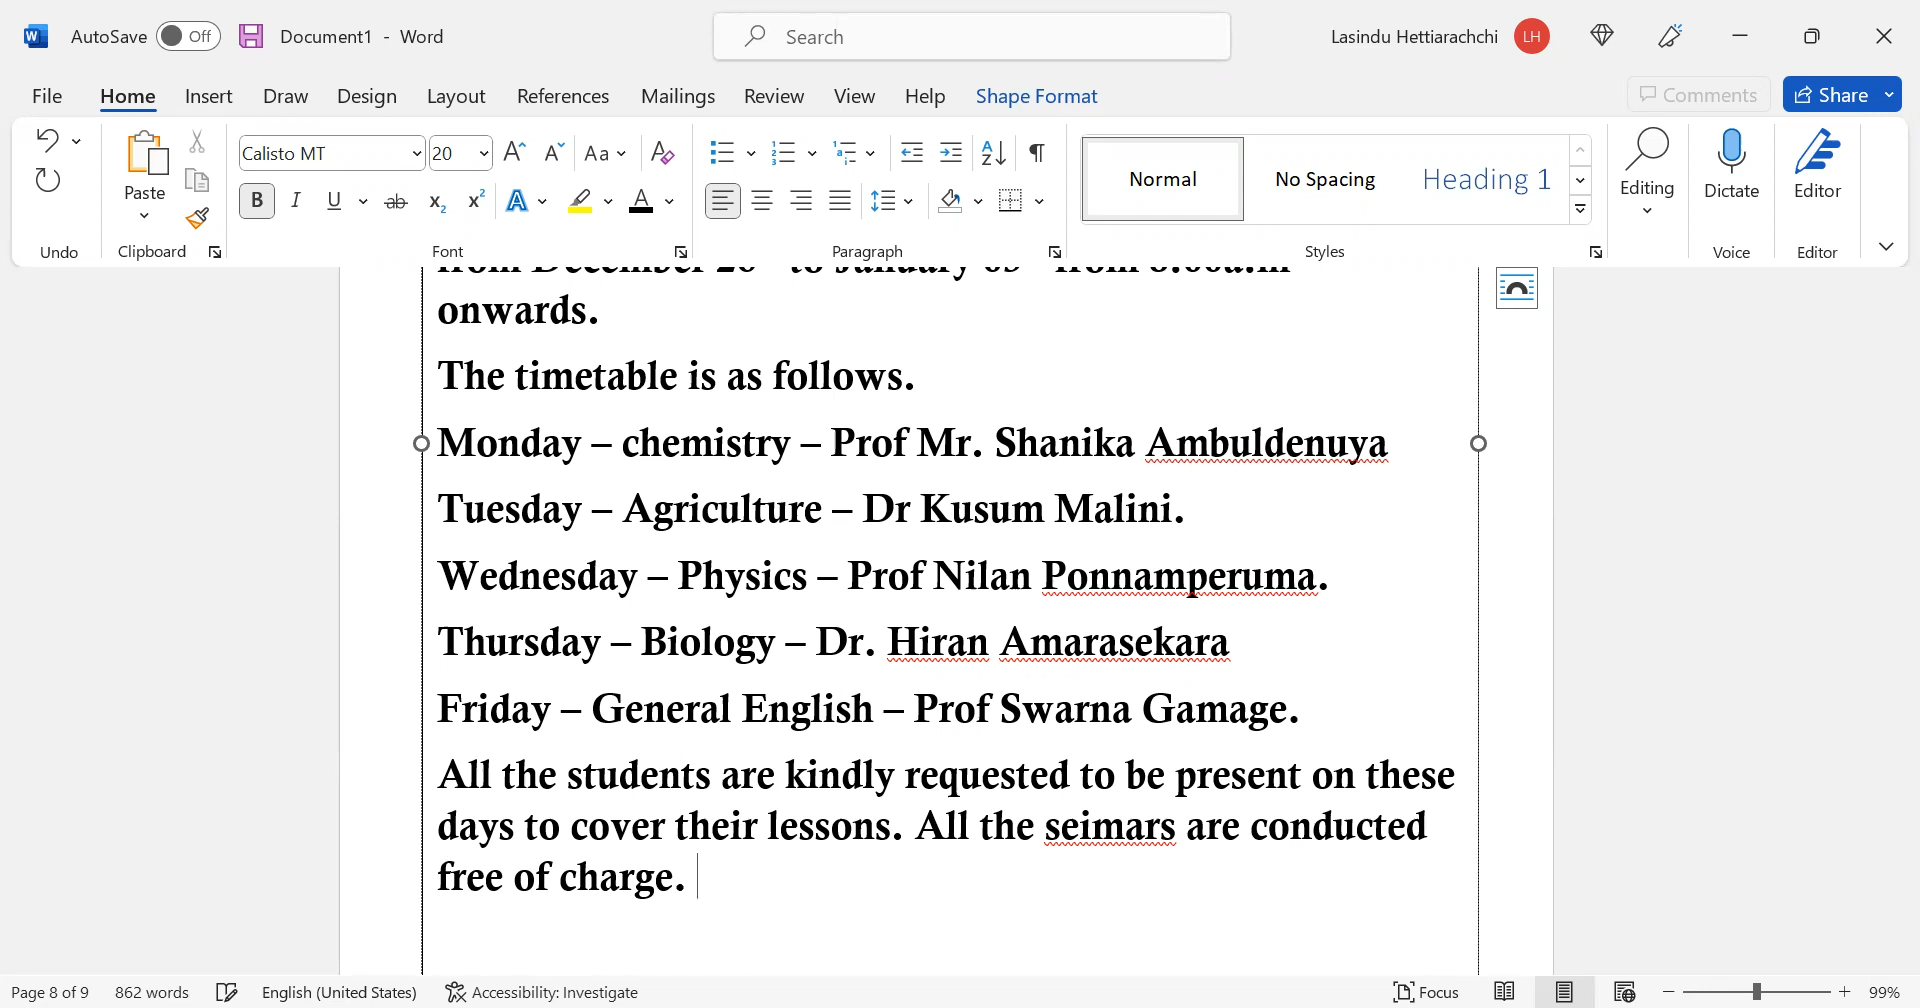 AutoSave Off Document1 - Word Search Lasindu Hettiarachchi LH
File Home Insert Draw Design Layout References Mailings Review View Help Shape Format Comments Share
Calisto MT 20 Aa
Paste Normal No Spacing Heading 1 Editing Dictate Editor
B I U ab x₂ x² A A
Undo Clipboard Font Paragraph Styles Voice Editor
onwards.
The timetable is as follows.
Monday – chemistry – Prof Mr. Shanika Ambuldenuya
Tuesday – Agriculture – Dr Kusum Malini.
Wednesday – Physics – Prof Nilan Ponnamperuma.
Thursday – Biology – Dr. Hiran Amarasekara
Friday – General English – Prof Swarna Gamage.
All the students are kindly requested to be present on these
days to cover their lessons. All the seimars are conducted
free of charge.
Page 8 of 9 862 words English (United States) Accessibility: Investigate Focus 99%